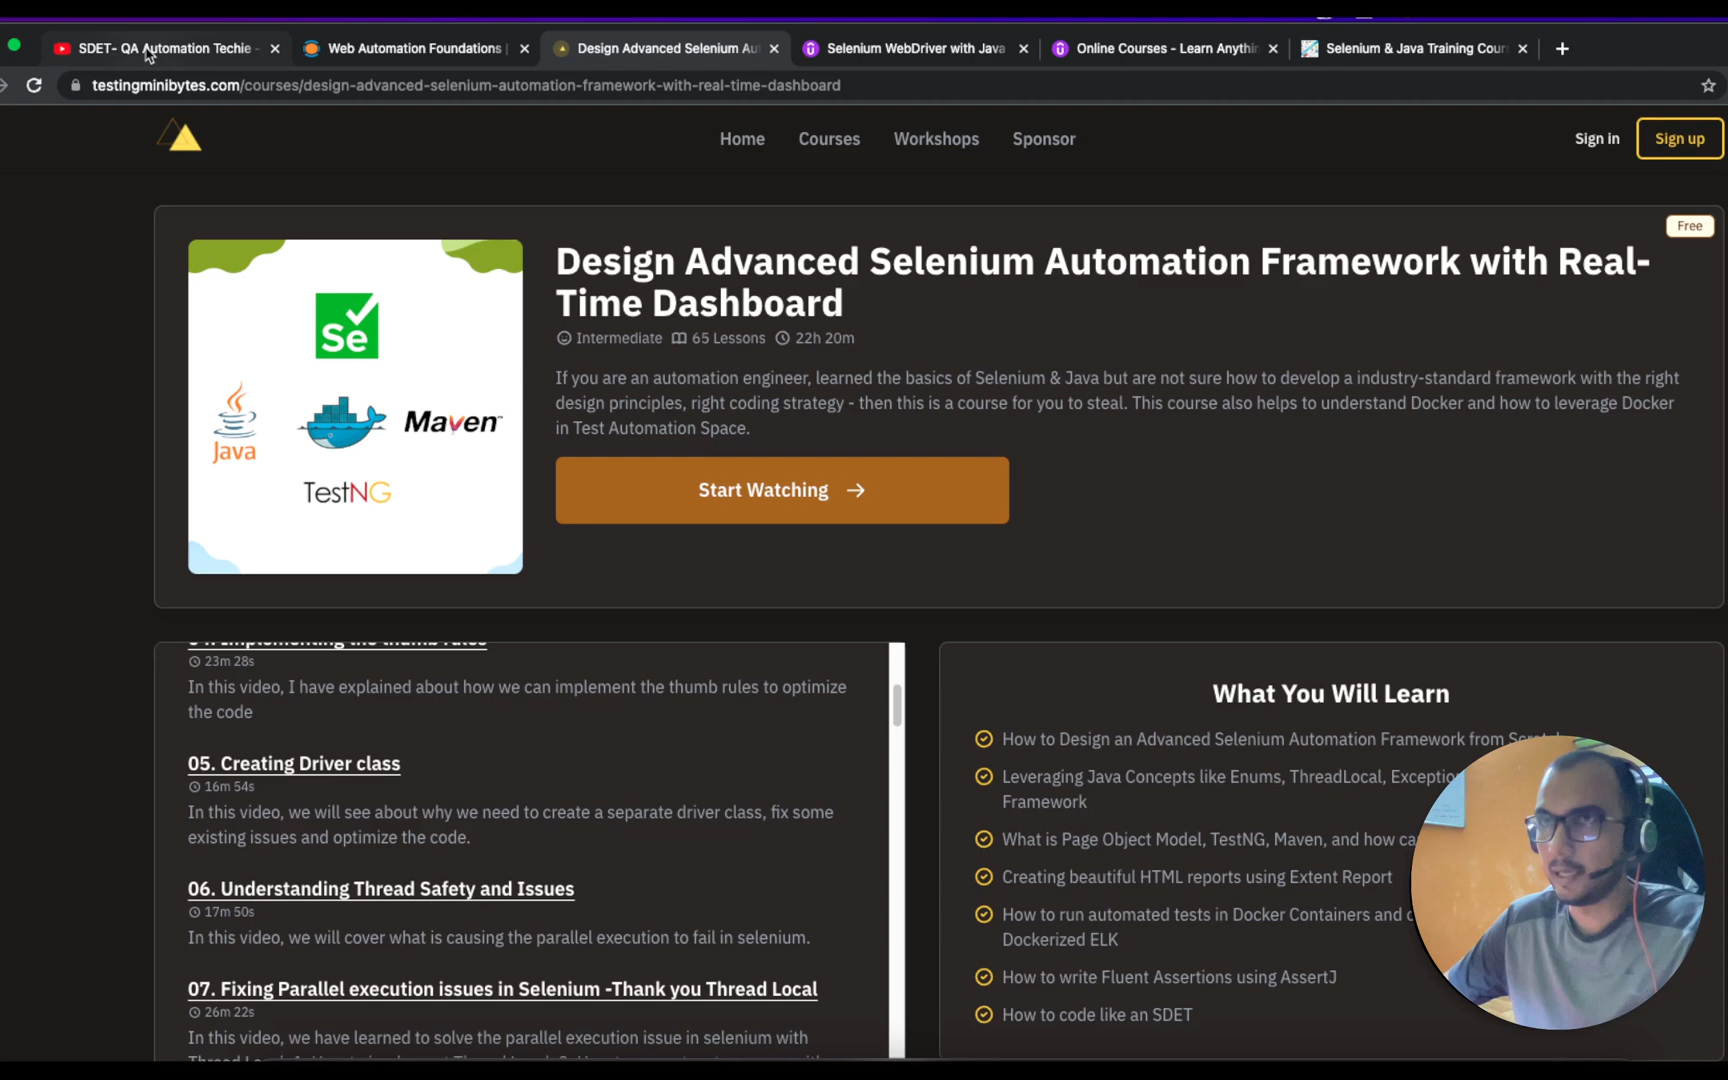 SDET- QA Automation Techie -
Web Automation Foundations |
Design Advanced Selenium Au
Selenium WebDriver with Java
Online Courses - Learn Anythin
Selenium & Java Training Cour
testingminibytes.com/courses/design-advanced-selenium-automation-framework-with-real-time-dashboard
Home
Courses
Workshops
Sponsor
Sign in
Sign up
Free
Se
Java
Maven™
TestNG
Design Advanced Selenium Automation Framework with Real-
Time Dashboard
Intermediate 65 Lessons 22h 20m
If you are an automation engineer, learned the basics of Selenium & Java but are not sure how to develop a industry-standard framework with the right
design principles, right coding strategy - then this is a course for you to steal. This course also helps to understand Docker and how to leverage Docker
in Test Automation Space.
Start Watching →
04. Implementing the thumb rules
23m 28s
In this video, I have explained about how we can implement the thumb rules to optimize
the code
05. Creating Driver class
16m 54s
In this video, we will see about why we need to create a separate driver class, fix some
existing issues and optimize the code.
06. Understanding Thread Safety and Issues
17m 50s
In this video, we will cover what is causing the parallel execution to fail in selenium.
07. Fixing Parallel execution issues in Selenium -Thank you Thread Local
26m 22s
In this video, we have learned to solve the parallel execution issue in selenium with
What You Will Learn
How to Design an Advanced Selenium Automation Framework from
Leveraging Java Concepts like Enums, ThreadLocal, Exceptio
Framework
What is Page Object Model, TestNG, Maven, and how ca
Creating beautiful HTML reports using Extent Report
How to run automated tests in Docker Containers and
Dockerized ELK
How to write Fluent Assertions using AssertJ
How to code like an SDET